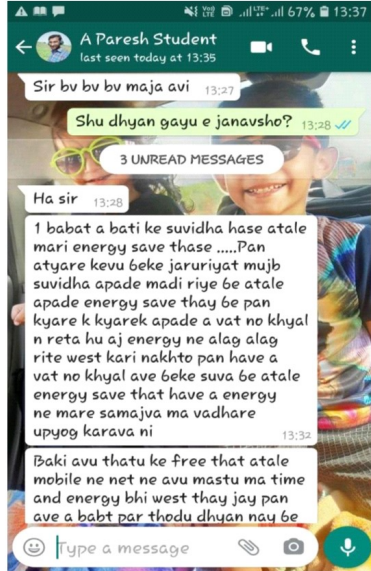 Vo))
LTE
LTE+
67%
13:37
A Paresh Student
last seen today at 13:35
Sir bv bv bv maja avi 13:27
Shu dhyan gayu e janavsho? 13:28
3 UNREAD MESSAGES
Ha sir 13:28
1 babat a bati ke suvidha hase atale
mari energy save thase .....Pan
atyare kevu 6eke jaruriyat mujb
suvidha apade madi riye 6e atale
apade energy save thay 6e pan
kyare k kyarek apade a vat no khyal
n reta hu aj energy ne alag alag
rite west kari nakhto pan have a
vat no khyal ave 6eke suva 6e atale
energy save that have a energy
ne mare samajva ma vadhare
upyog karava ni 13:32
Baki avu thatu ke free that atale
mobile ne net ne avu mastu ma time
and energy bhi west thay jay pan
ave a babt par thodu dhyan nay 6e
Type a message